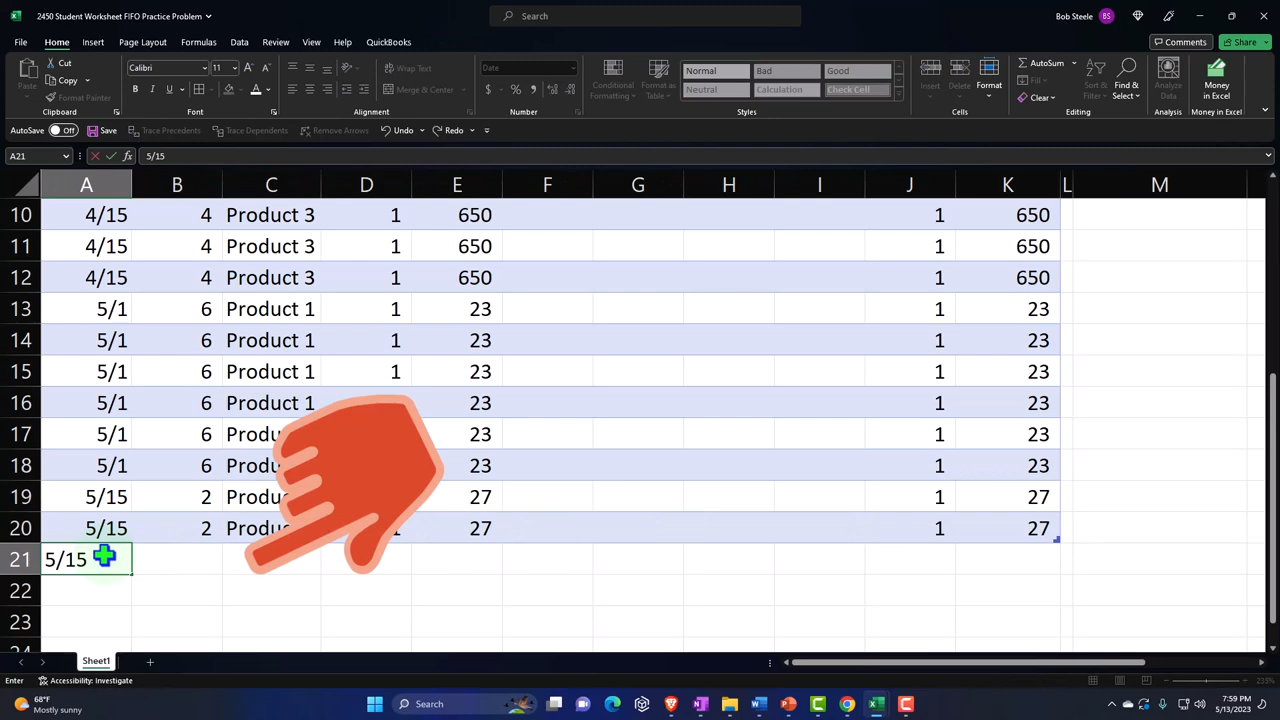 2450 Student Worksheet FIFO Practice Problem
Search
Bob Steele BS
File Home Insert Page Layout Formulas Data Review View Help QuickBooks
Comments Share
Paste Cut Copy Format Painter
Calibri 11
B I U
Wrap Text
Merge & Center
Date
Conditional Formatting Format as Table
Normal Bad Good
Neutral Calculation Check Cell
Insert Delete Format
AutoSum Fill Clear
Sort & Filter Find & Select
Analyze Data
Money in Excel
Clipboard Font Alignment Number Styles Cells Editing Analysis Money in Excel
AutoSave Off Save Trace Precedents Trace Dependents Remove Arrows Undo Redo
A21 fx 5/15
A B C D E F G H I J K L M
10 4/15 4 Product 3 1 650 1 650
11 4/15 4 Product 3 1 650 1 650
12 4/15 4 Product 3 1 650 1 650
13 5/1 6 Product 1 1 23 1 23
14 5/1 6 Product 1 1 23 1 23
15 5/1 6 Product 1 1 23 1 23
16 5/1 6 Product 1 23 1 23
17 5/1 6 Produ 23 1 23
18 5/1 6 Prod 23 1 23
19 5/15 2 Produ 27 1 27
20 5/15 2 Produ 1 27 1 27
21 5/15
22
23
24
Sheet1
Enter Accessibility: Investigate 235%
68°F
Mostly sunny
Search
7:59 PM
5/13/2023